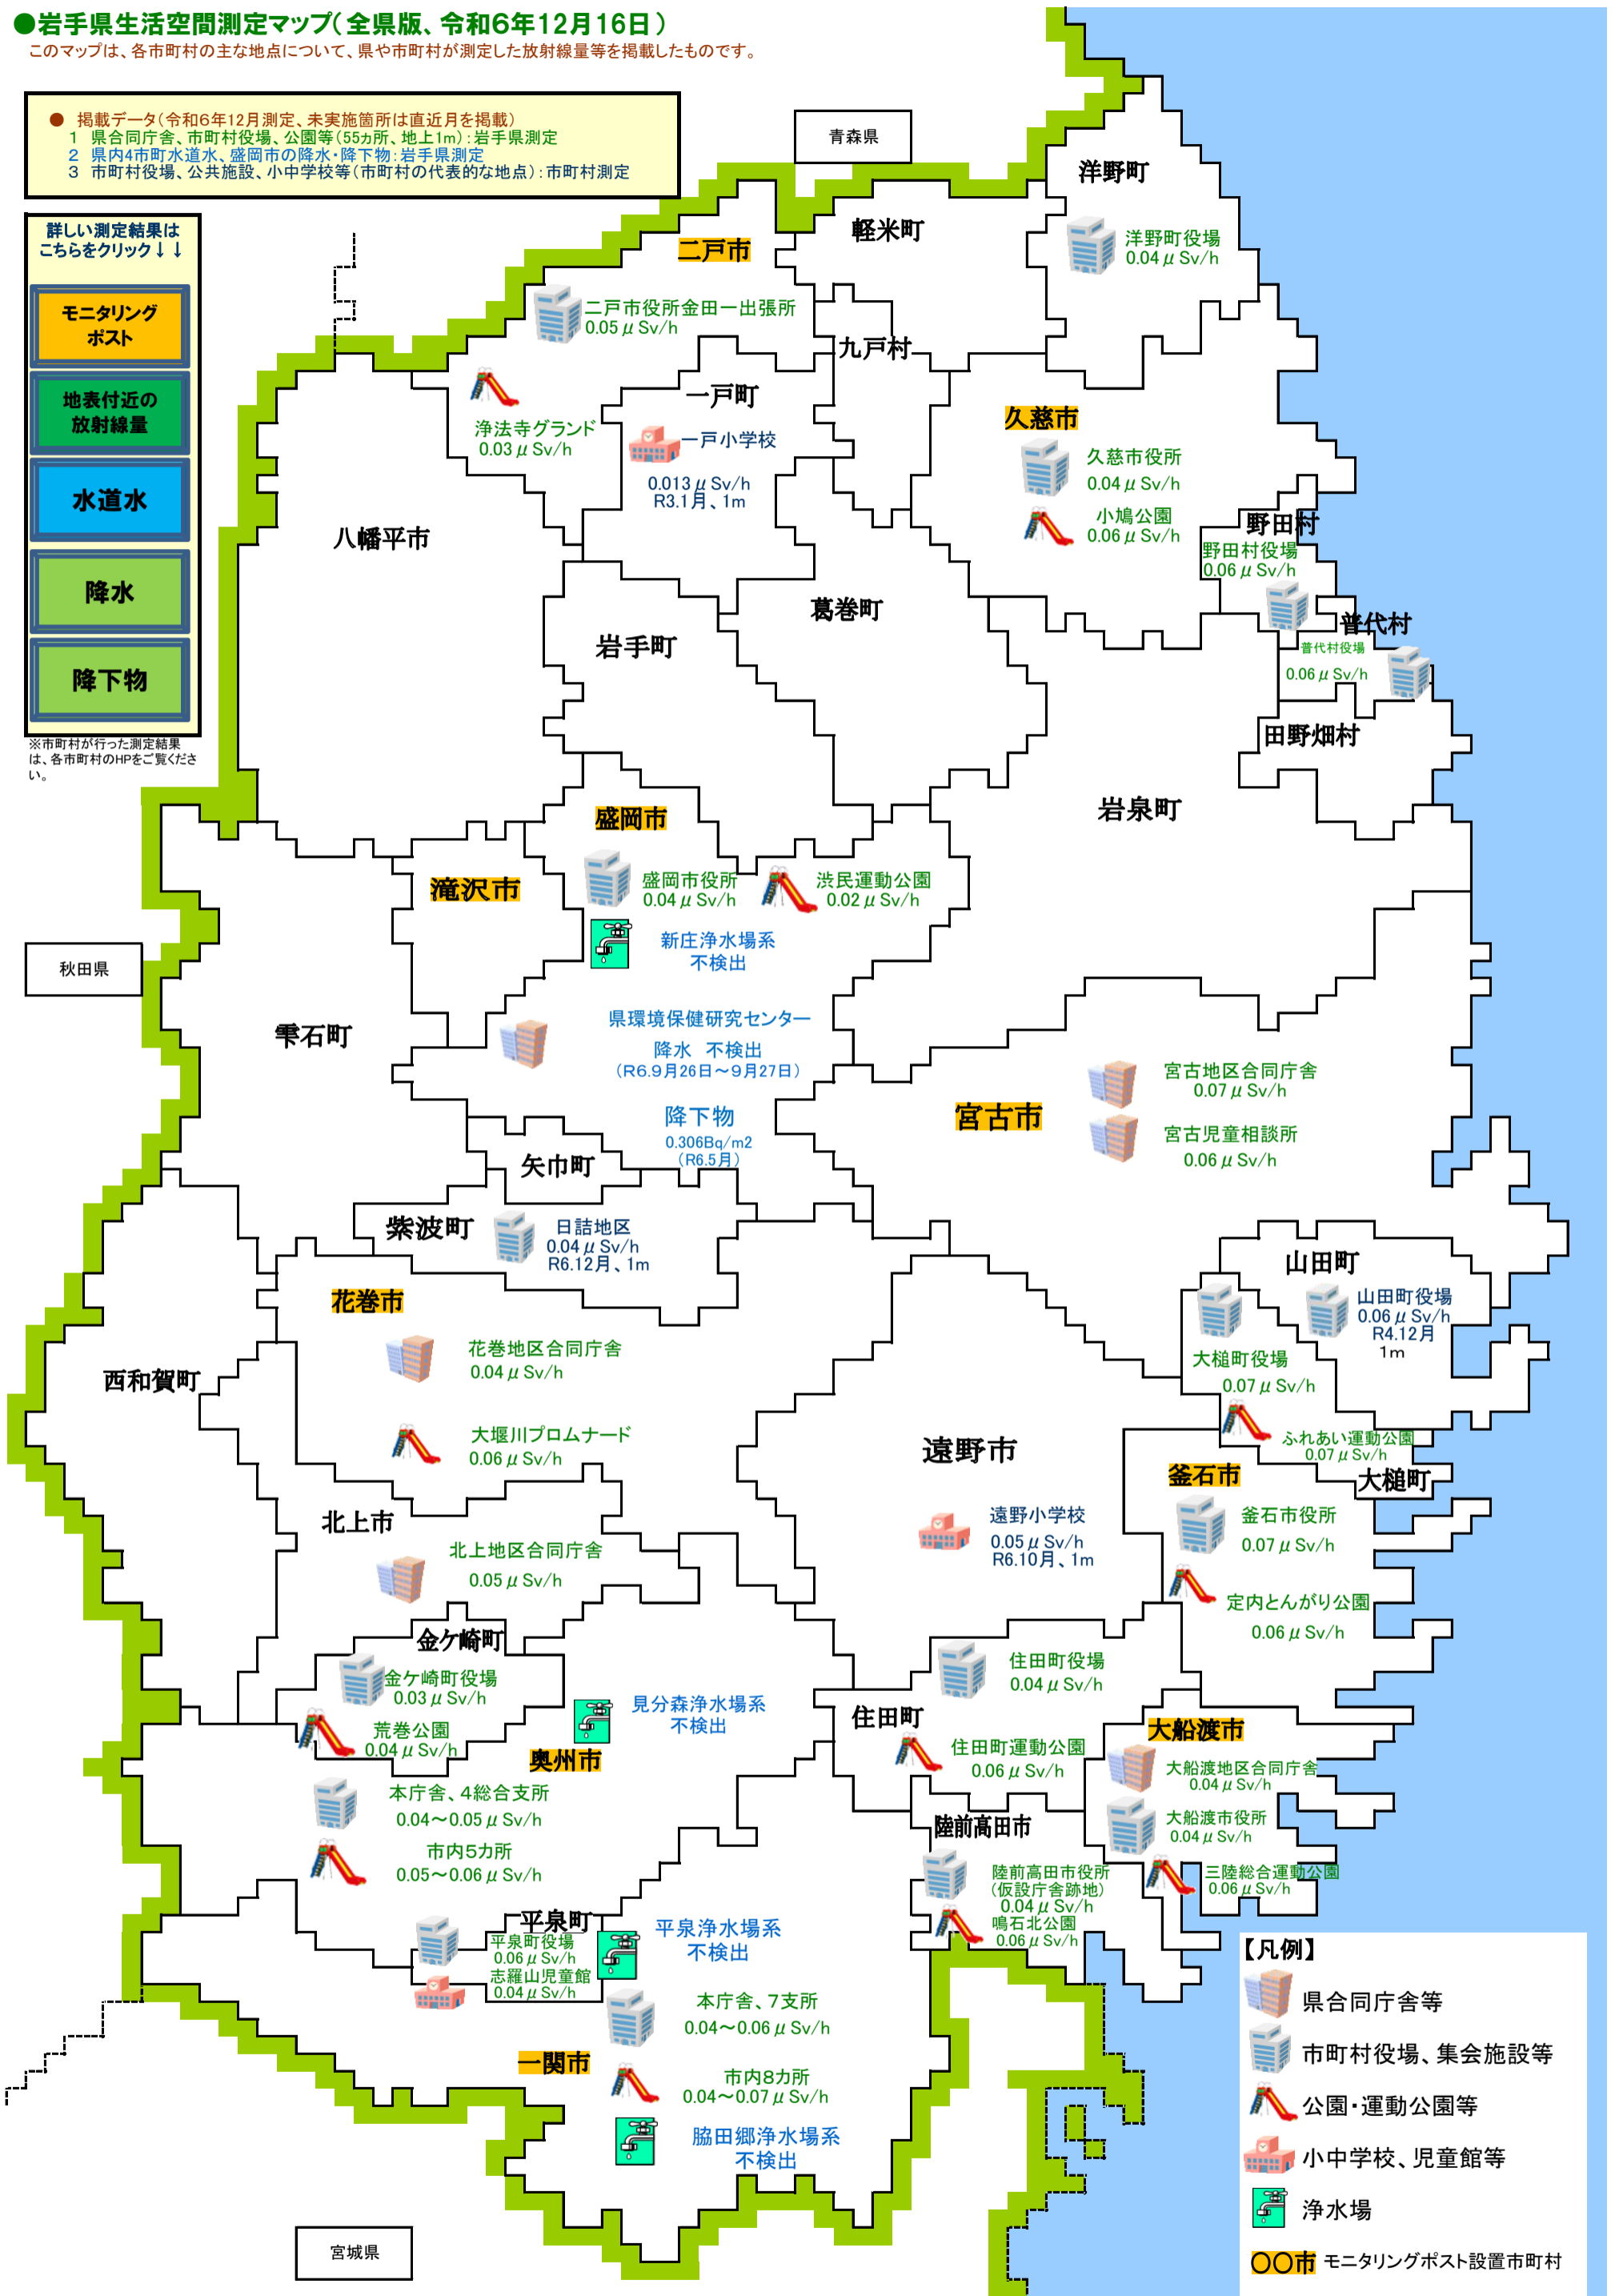 ●岩手県生活空間測定マップ(全県版、令和6年12月16日)
このマップは、各市町村の主な地点について、県や市町村が測定した放射線量等を掲載したものです。
● 掲載データ(令和6年12月測定、未実施箇所は直近月を掲載)
1 県合同庁舎、市町村役場、公園等(55カ所、地上1m):岩手県測定
2 県内4市町水道水、盛岡市の降水・降下物:岩手県測定
3 市町村役場、公共施設、小中学校等(市町村の代表的な地点):市町村測定
詳しい測定結果は
こちらをクリック↓↓
モニタリング
ポスト
地表付近の
放射線量
水道水
降水
降下物
※市町村が行った測定結果
は、各市町村のHPをご覧くださ
い。
青森県
洋野町
洋野町役場
0.04μSv/h
軽米町
二戸市
二戸市役所金田一出張所
0.05μSv/h
九戸村
浄法寺グランド
0.03μSv/h
一戸町
一戸小学校
0.013μSv/h
R3.1月、1m
久慈市
久慈市役所
0.04μSv/h
小鳩公園
0.06μSv/h
野田村
野田村役場
0.06μSv/h
八幡平市
葛巻町
岩手町
普代村
普代村役場
0.06μSv/h
田野畑村
岩泉町
盛岡市
盛岡市役所
0.04μSv/h
渋民運動公園
0.02μSv/h
滝沢市
新庄浄水場系
不検出
秋田県
雫石町
県環境保健研究センター
降水 不検出
(R6.9月26日~9月27日)
降下物
0.306Bq/m2
(R6.5月)
宮古市
宮古地区合同庁舎
0.07μSv/h
宮古児童相談所
0.06μSv/h
矢巾町
紫波町
日詰地区
0.04μSv/h
R6.12月、1m
山田町
山田町役場
0.06μSv/h
R4.12月
1m
花巻市
花巻地区合同庁舎
0.04μSv/h
大堰川プロムナード
0.06μSv/h
西和賀町
大槌町役場
0.07μSv/h
ふれあい運動公園
0.07μSv/h
大槌町
遠野市
遠野小学校
0.05μSv/h
R6.10月、1m
釜石市
釜石市役所
0.07μSv/h
定内とんがり公園
0.06μSv/h
北上市
北上地区合同庁舎
0.05μSv/h
金ケ崎町
金ケ崎町役場
0.03μSv/h
荒巻公園
0.04μSv/h
見分森浄水場系
不検出
奥州市
本庁舎、4総合支所
0.04~0.05μSv/h
市内5カ所
0.05~0.06μSv/h
住田町役場
0.04μSv/h
住田町
住田町運動公園
0.06μSv/h
大船渡市
大船渡地区合同庁舎
0.04μSv/h
大船渡市役所
0.04μSv/h
三陸総合運動公園
0.06μSv/h
陸前高田市
陸前高田市役所
(仮設庁舎跡地)
0.04μSv/h
鳴石北公園
0.06μSv/h
平泉町
平泉町役場
0.06μSv/h
志羅山児童館
0.04μSv/h
平泉浄水場系
不検出
本庁舎、7支所
0.04~0.06μSv/h
一関市
市内8カ所
0.04~0.07μSv/h
脇田郷浄水場系
不検出
宮城県
【凡例】
県合同庁舎等
市町村役場、集会施設等
公園・運動公園等
小中学校、児童館等
浄水場
〇〇市 モニタリングポスト設置市町村